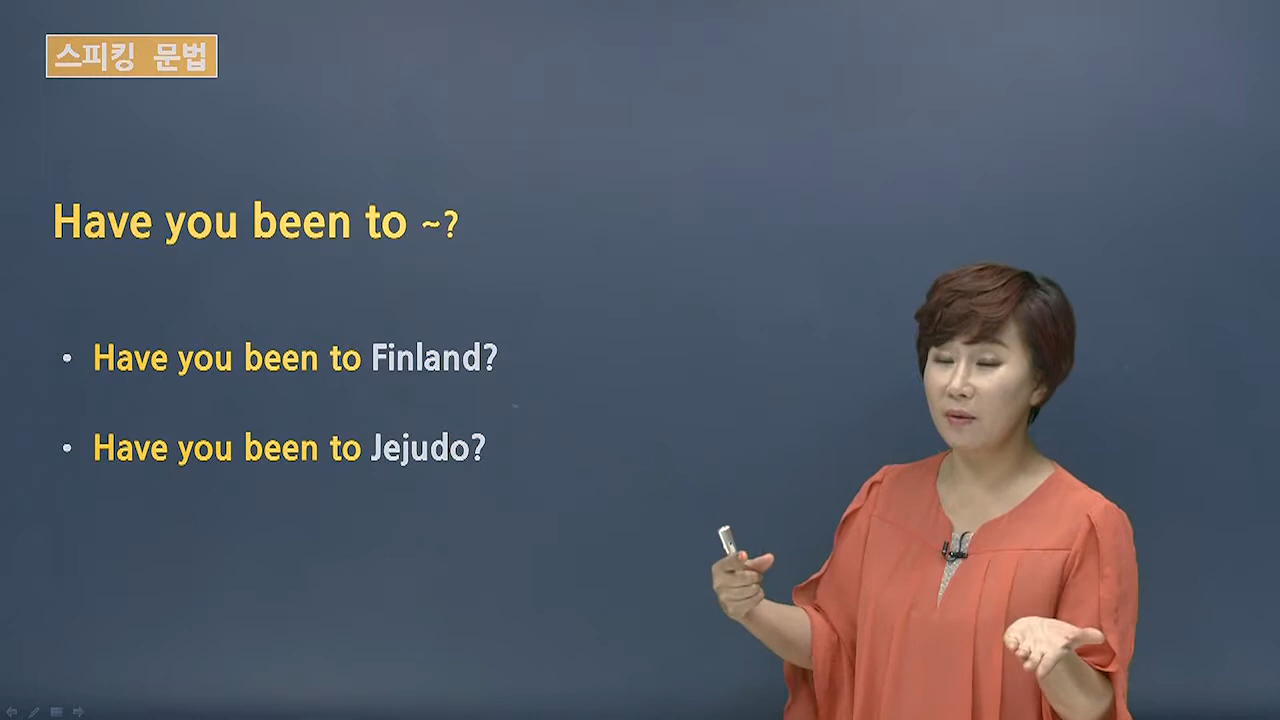 스피킹 문법
Have you been to ~?
• Have you been to Finland?
• Have you been to Jejudo?